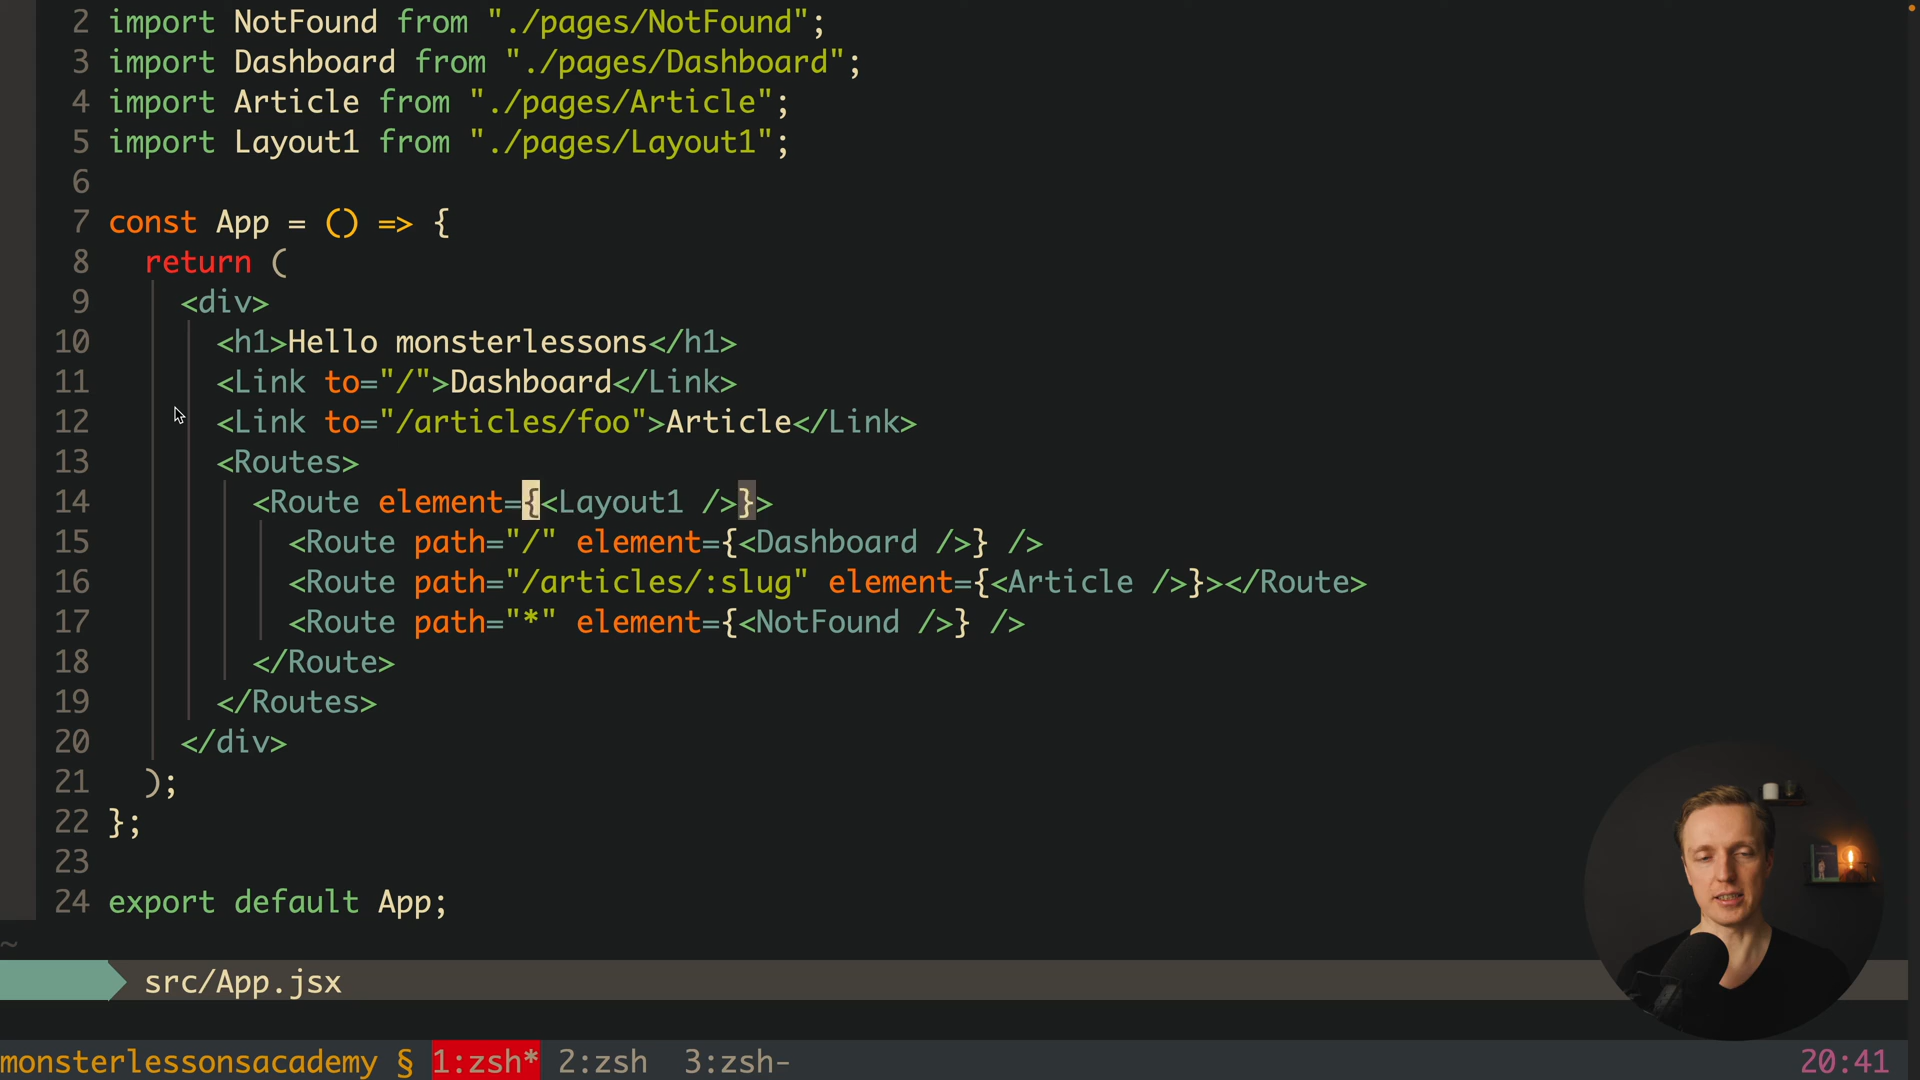 2 import NotFound from "./pages/NotFound";
3 import Dashboard from "./pages/Dashboard";
4 import Article from "./pages/Article";
5 import Layout1 from "./pages/Layout1";
6
7 const App = () => {
8 return (
9 <div>
10 <h1>Hello monsterlessons</h1>
11 <Link to="/">Dashboard</Link>
12 <Link to="/articles/foo">Article</Link>
13 <Routes>
14 <Route element={<Layout1 />}>
15 <Route path="/" element={<Dashboard />} />
16 <Route path="/articles/:slug" element={<Article />}></Route>
17 <Route path="*" element={<NotFound />} />
18 </Route>
19 </Routes>
20 </div>
21 );
22 };
23
24 export default App;
~
src/App.jsx
monsterlessonsacademy § 1:zsh* 2:zsh 3:zsh- 20:41